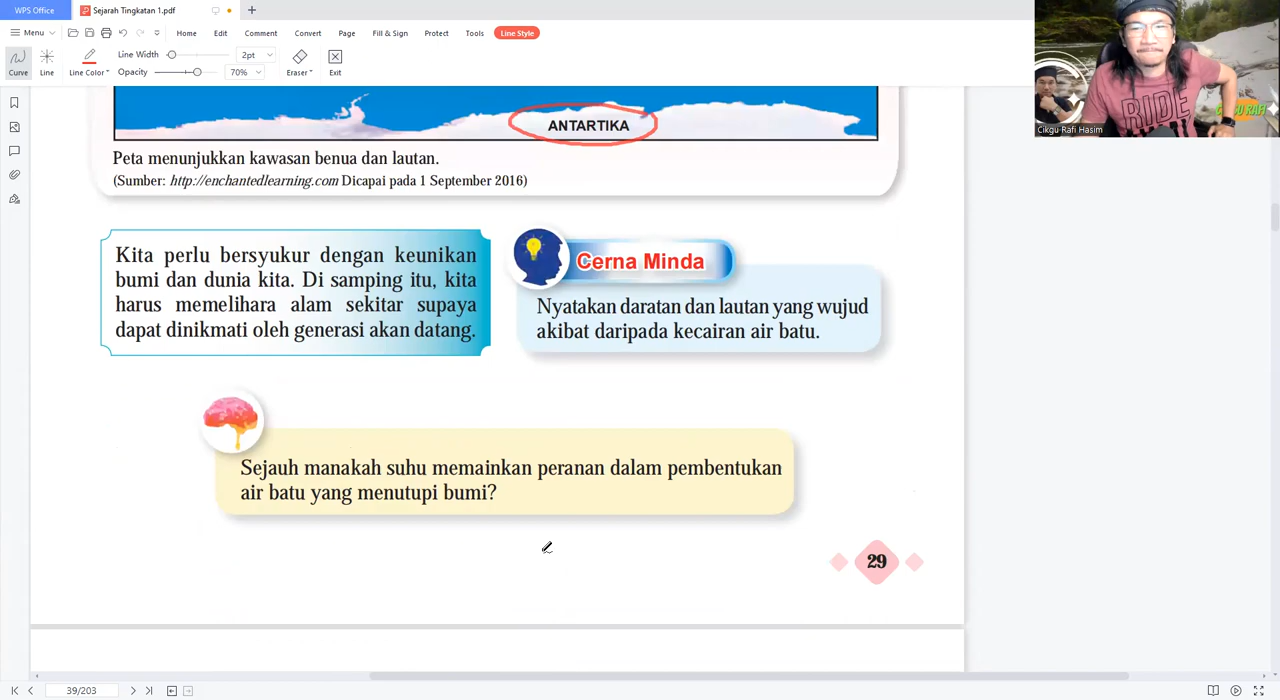 WPS Office
Sejarah Tingkatan 1.pdf
Menu
Home
Edit
Comment
Convert
Page
Fill & Sign
Protect
Tools
Line Style
Curve
Line
Line Color
Line Width
2pt
Opacity
70%
Eraser
Exit
ANTARTIKA
Peta menunjukkan kawasan benua dan lautan.
(Sumber: http://enchantedlearning.com Dicapai pada 1 September 2016)
Kita perlu bersyukur dengan keunikan
bumi dan dunia kita. Di samping itu, kita
harus memelihara alam sekitar supaya
dapat dinikmati oleh generasi akan datang.
Cerna Minda
Nyatakan daratan dan lautan yang wujud
akibat daripada kecairan air batu.
Sejauh manakah suhu memainkan peranan dalam pembentukan
air batu yang menutupi bumi?
29
39/203
RIDE
Cikgu Rafi Hasim